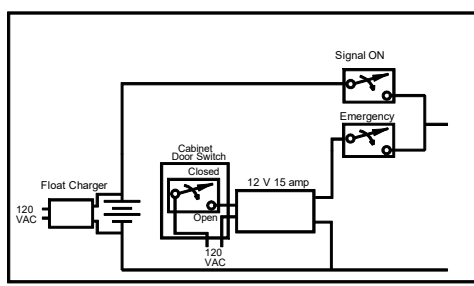 Signal ON
Emergency
Cabinet
Door Switch
Closed
Float Charger
12 V 15 amp
120
VAC
Open
120
VAC